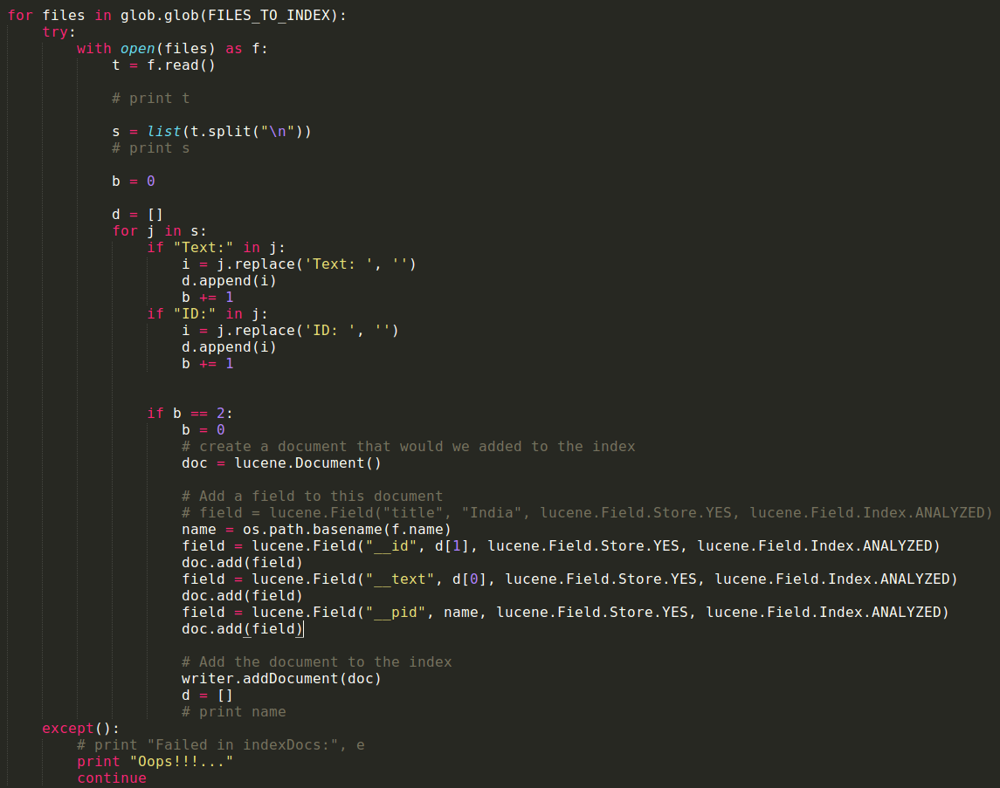 for files in glob.glob(FILES_TO_INDEX):
    try:
        with open(files) as f:
            t = f.read()
            # print t
            s = list(t.split("\n"))
            # print s
            b = 0
            d = []
            for j in s:
                if "Text:" in j:
                    i = j.replace('Text: ', '')
                    d.append(i)
                    b += 1
                if "ID:" in j:
                    i = j.replace('ID: ', '')
                    d.append(i)
                    b += 1
                if b == 2:
                    b = 0
                    # create a document that would we added to the index
                    doc = lucene.Document()
                    # Add a field to this document
                    # field = lucene.Field("title", "India", lucene.Field.Store.YES, lucene.Field.Index.ANALYZED)
                    name = os.path.basename(f.name)
                    field = lucene.Field("__id", d[1], lucene.Field.Store.YES, lucene.Field.Index.ANALYZED)
                    doc.add(field)
                    field = lucene.Field("__text", d[0], lucene.Field.Store.YES, lucene.Field.Index.ANALYZED)
                    doc.add(field)
                    field = lucene.Field("__pid", name, lucene.Field.Store.YES, lucene.Field.Index.ANALYZED)
                    doc.add(field)
                    # Add the document to the index
                    writer.addDocument(doc)
                    d = []
                    # print name
    except():
        # print "Failed in indexDocs:", e
        print "Oops!!!..."
        continue